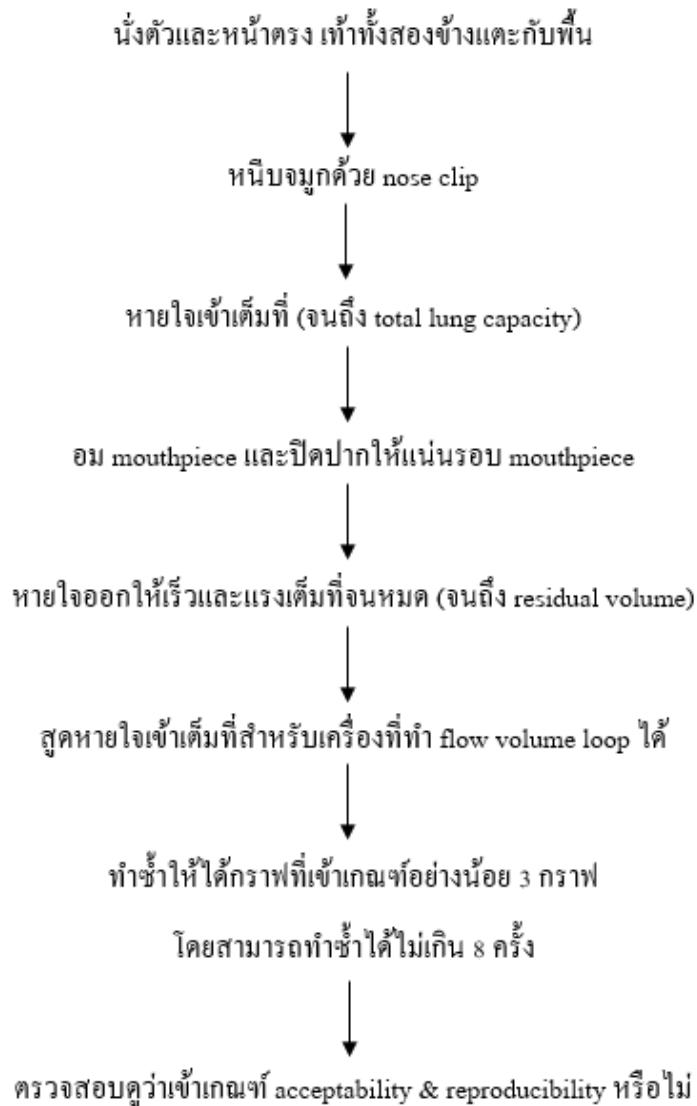 นั่งตัวและหน้าตรง เท้าทั้งสองข้างแตะกับพื้น
หนีบจมูกด้วย nose clip
หายใจเข้าเต็มที่ (จนถึง total lung capacity)
อม mouthpiece และปิดปากให้แน่นรอบ mouthpiece
หายใจออกให้เร็วและแรงเต็มที่จนหมด (จนถึง residual volume)
สูดหายใจเข้าเต็มที่สำหรับเครื่องที่ทำ flow volume loop ได้
ทำซ้ำให้ได้กราฟที่เข้าเกณฑ์อย่างน้อย 3 กราฟ
โดยสามารถทำซ้ำได้ไม่เกิน 8 ครั้ง
ตรวจสอบดูว่าเข้าเกณฑ์ acceptability & reproducibility หรือไม่